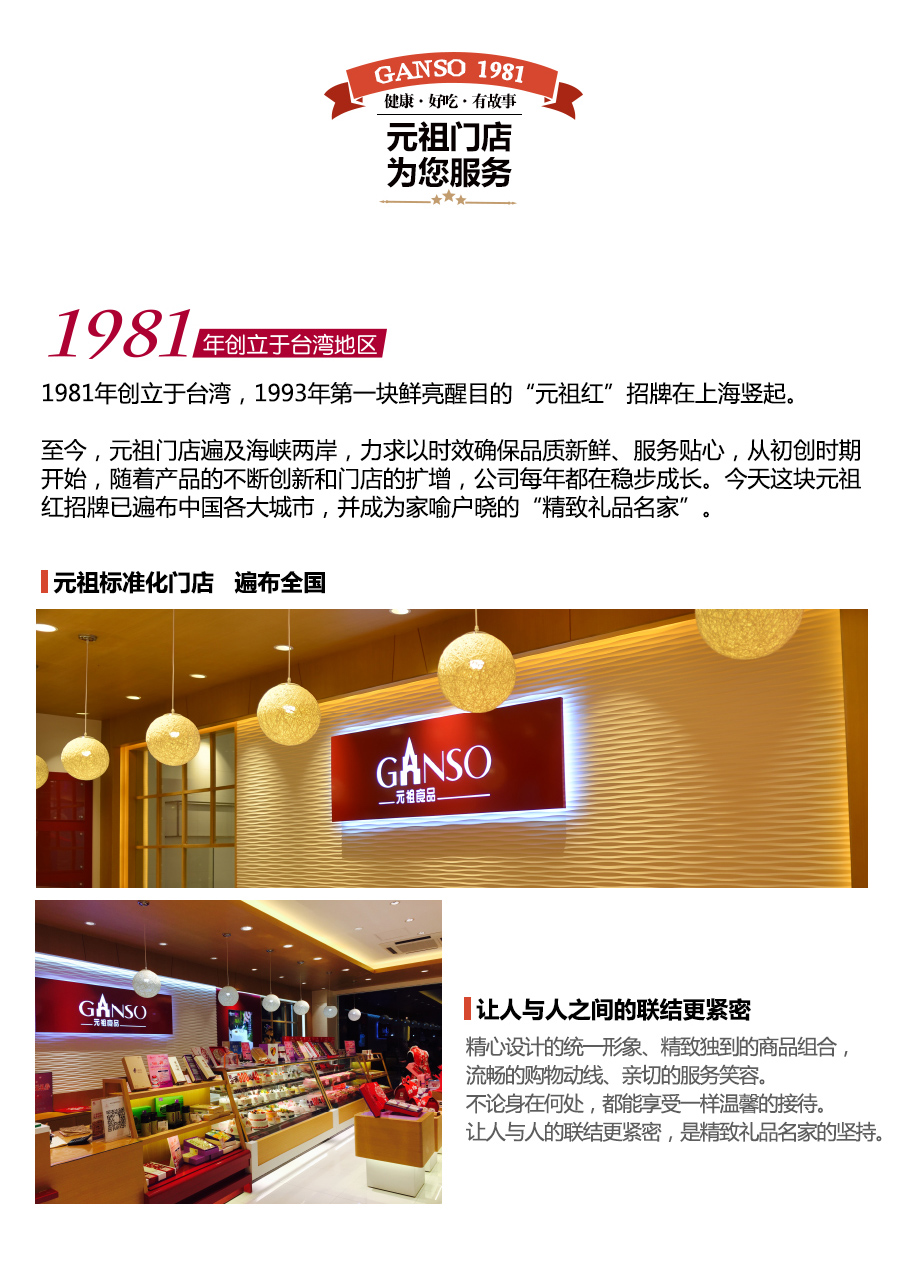 GANSO 1981
健康·好吃·有故事
元祖门店
为您服务
1981年创立于台湾地区
1981年创立于台湾，1993年第一块鲜亮醒目的“元祖红”招牌在上海竖起。
至今，元祖门店遍及海峡两岸，力求以时效确保品质新鲜、服务贴心，从初创时期
开始，随着产品的不断创新和门店的扩增，公司每年都在稳步成长。今天这块元祖
红招牌已遍布中国各大城市，并成为家喻户晓的“精致礼品名家”。
元祖标准化门店 遍布全国
GANSO
元祖食品
GANSO
元祖食品
让人与人之间的联结更紧密
精心设计的统一形象、精致独到的商品组合，
流畅的购物动线、亲切的服务笑容。
不论身在何处，都能享受一样温馨的接待。
让人与人的联结更紧密，是精致礼品名家的坚持。